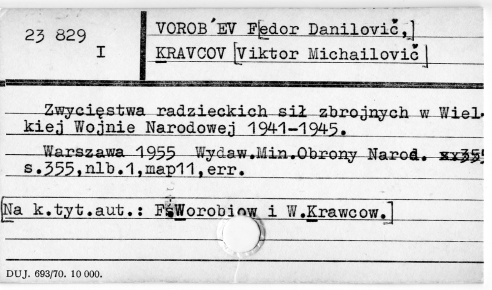 23 829
I
VOROB'EV F[edor Danilovič,]
KRAVCOV [Viktor Michailovič]
Zwycięstwa radzieckich sił zbrojnych w Wiel-
kiej Wojnie Narodowej 1941-1945.
Warszawa 1955 Wydaw.Min.Obrony Narod.
s.355,nlb.1,map11,err.
[Na k.tyt.aut.: F.Worobiow i W.Krawcow.]
DUJ. 693/70. 10 000.